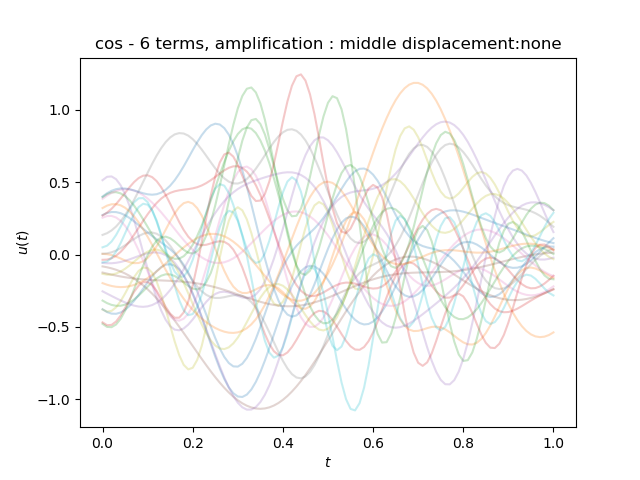 cos - 6 terms, amplification : middle displacement:none
1.0
0.5
0.0
−0.5
−1.0
u(t)
0.0 0.2 0.4 0.6 0.8 1.0
t